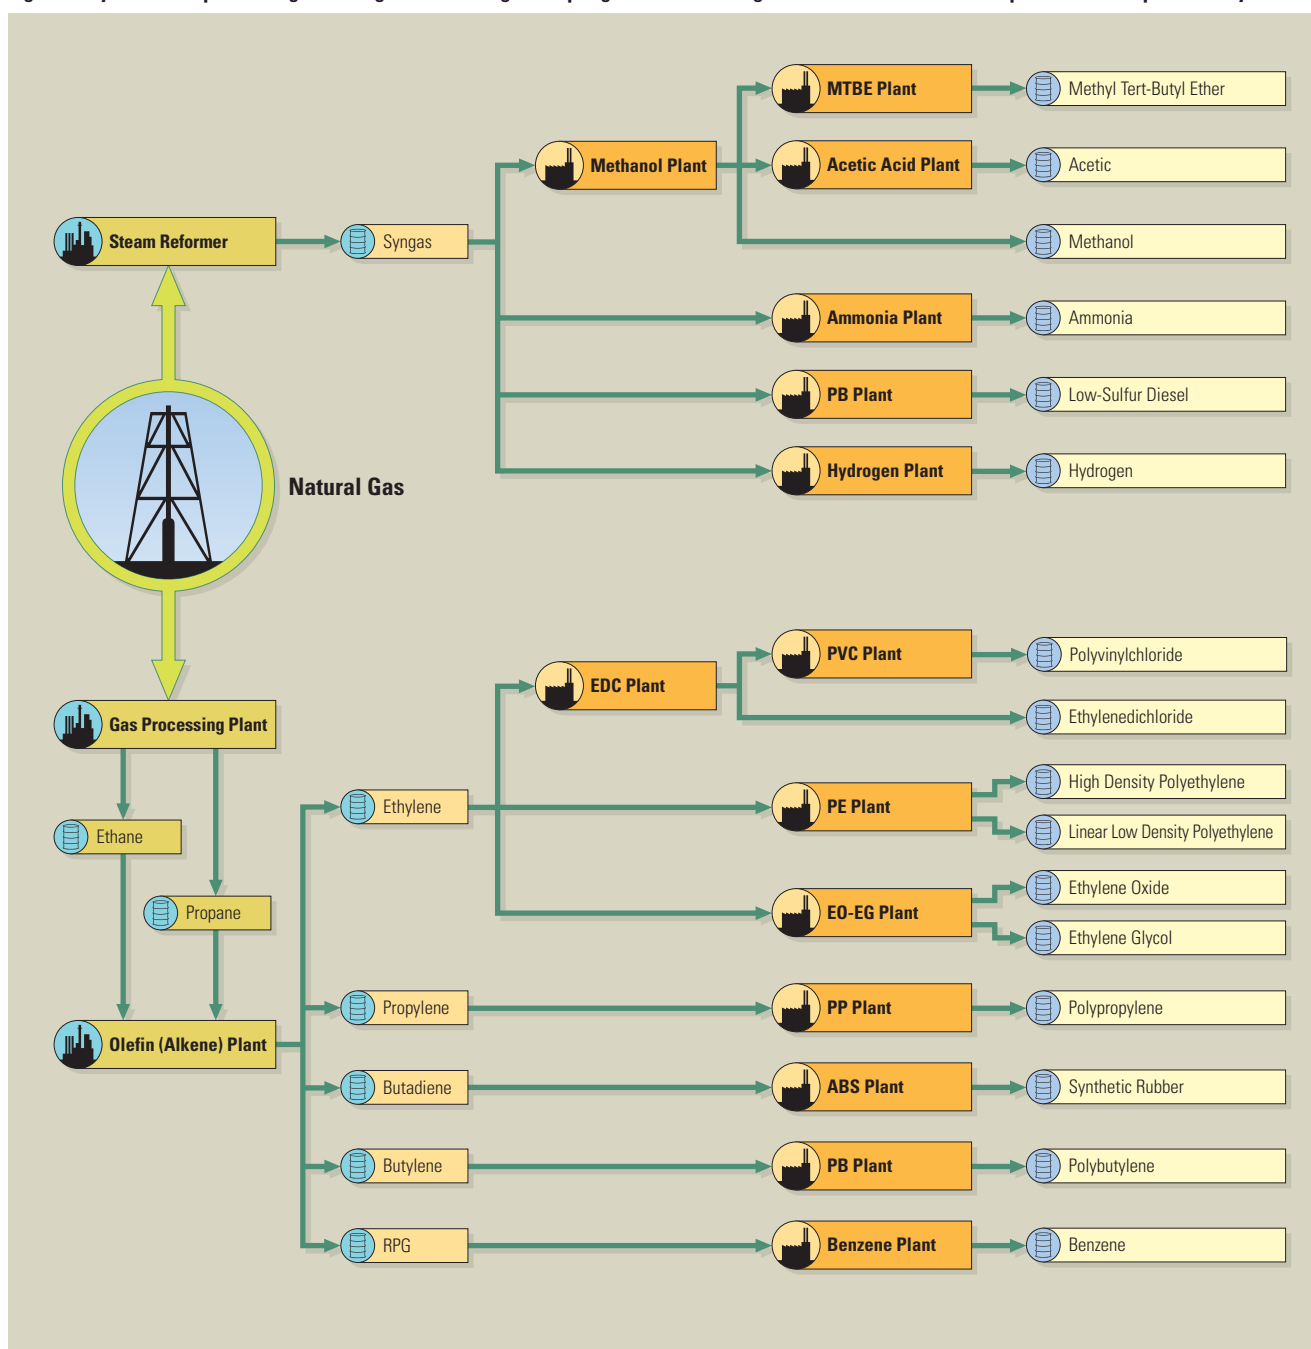 MTBE Plant
Methyl Tert-Butyl Ether
Methanol Plant
Acetic Acid Plant
Acetic
Steam Reformer
Syngas
Methanol
Ammonia Plant
Ammonia
PB Plant
Low-Sulfur Diesel
Hydrogen Plant
Hydrogen
Natural Gas
PVC Plant
Polyvinylchloride
EDC Plant
Ethylenedichloride
Gas Processing Plant
High Density Polyethylene
Ethylene
PE Plant
Linear Low Density Polyethylene
Ethane
Ethylene Oxide
Propane
EO-EG Plant
Ethylene Glycol
Propylene
PP Plant
Polypropylene
Olefin (Alkene) Plant
Butadiene
ABS Plant
Synthetic Rubber
Butylene
PB Plant
Polybutylene
RPG
Benzene Plant
Benzene